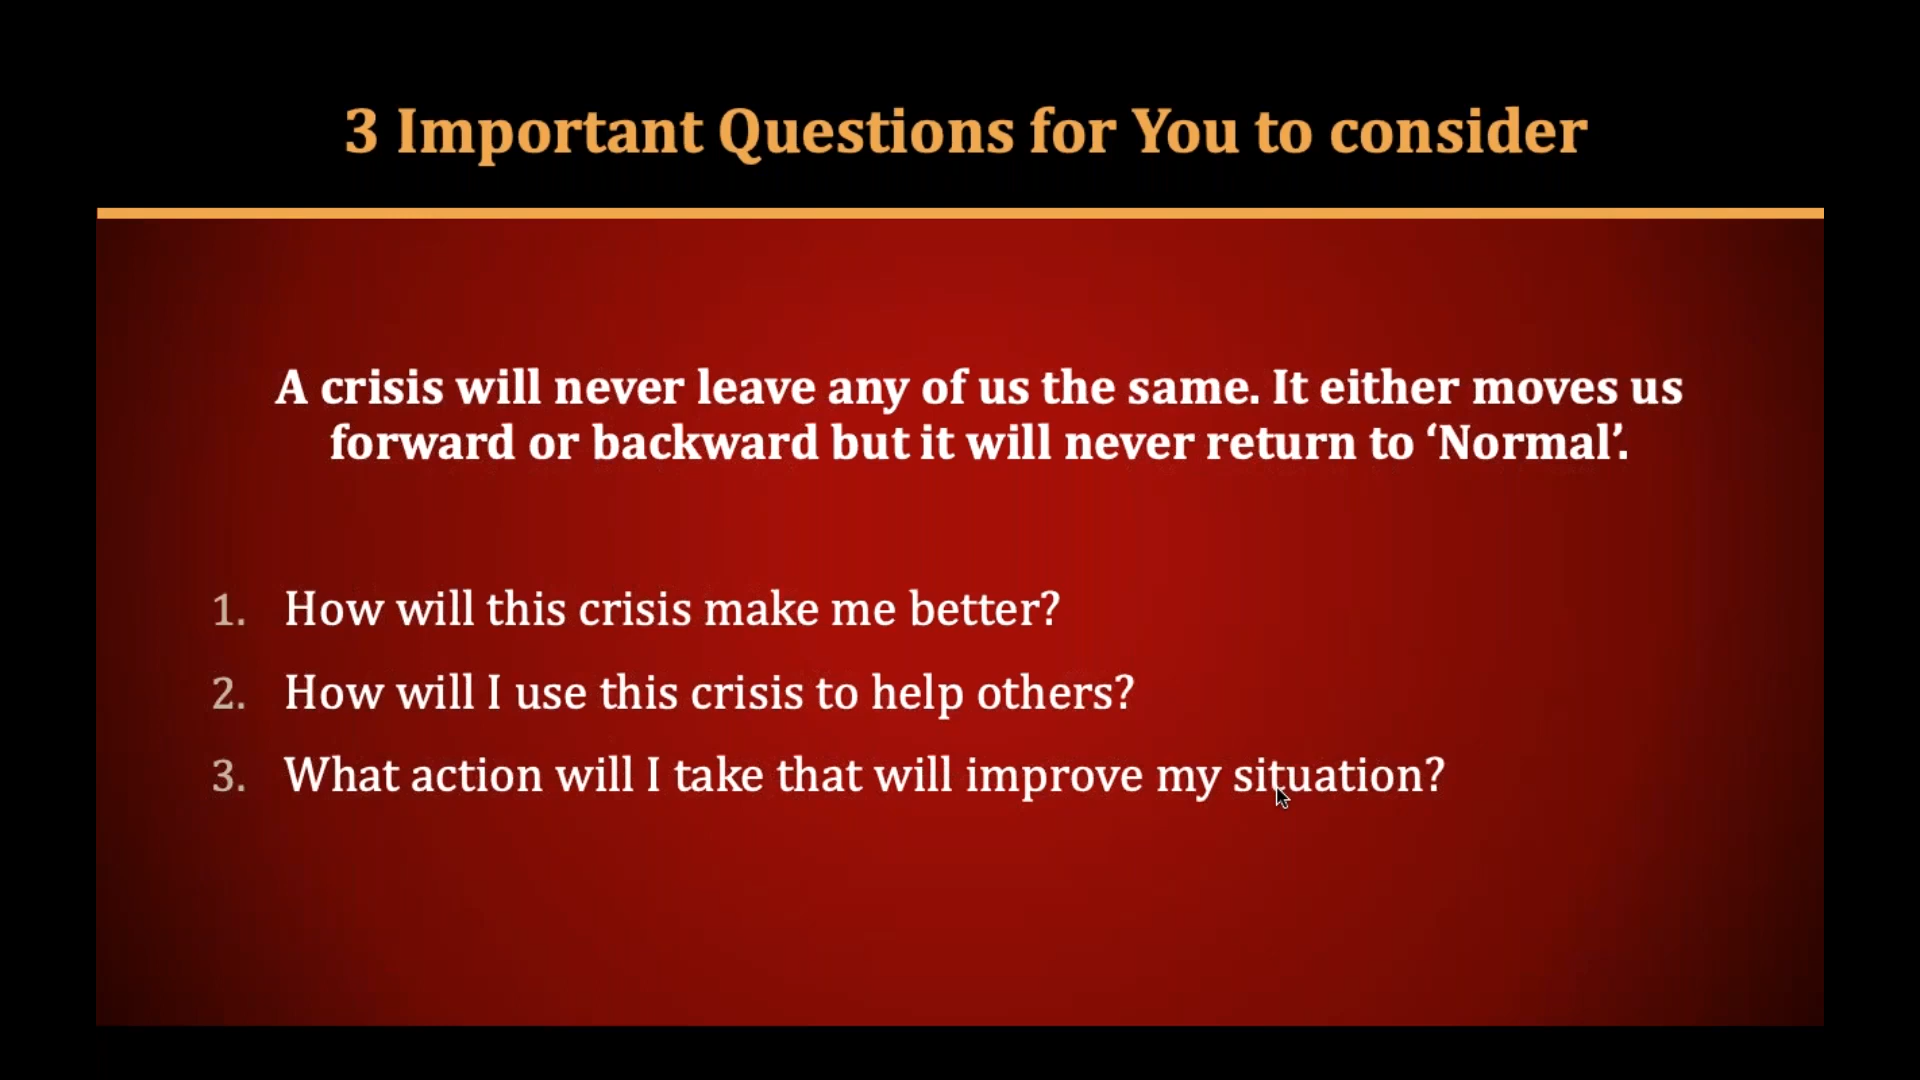 3 Important Questions for You to consider
A crisis will never leave any of us the same. It either moves us
forward or backward but it will never return to ‘Normal’.
1. How will this crisis make me better?
2. How will I use this crisis to help others?
3. What action will I take that will improve my situation?